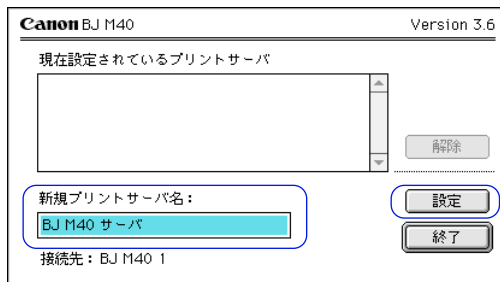 Canon BJ M40 Version 3.6
現在設定されているプリントサーバ
解除
新規プリントサーバ名：
設定
BJ M40 サーバ
終了
接続先：BJ M40 1